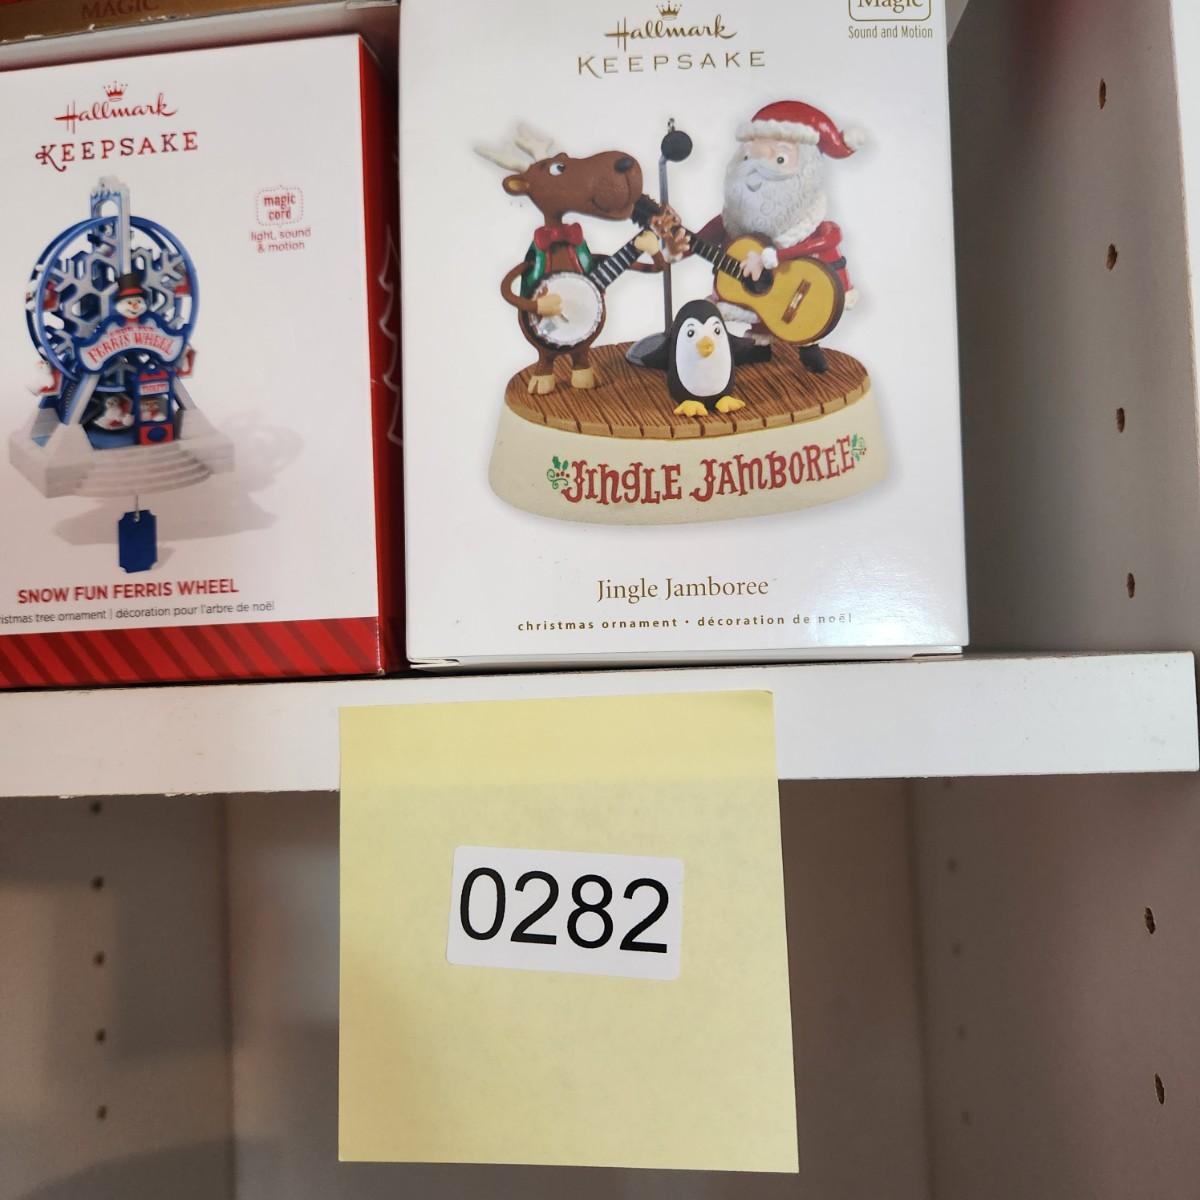 MAGIC
Hallmark
KEEPSAKE
magic
cord
light, sound
& motion
FERRIS WHEEL
TICKETS
SNOW FUN FERRIS WHEEL
tree ornament | décoration pour l'arbre de noël
Hallmark
KEEPSAKE
Magic
Sound and Motion
JINGLE JAMBOREE
Jingle Jamboree
christmas ornament • décoration de noël
0282